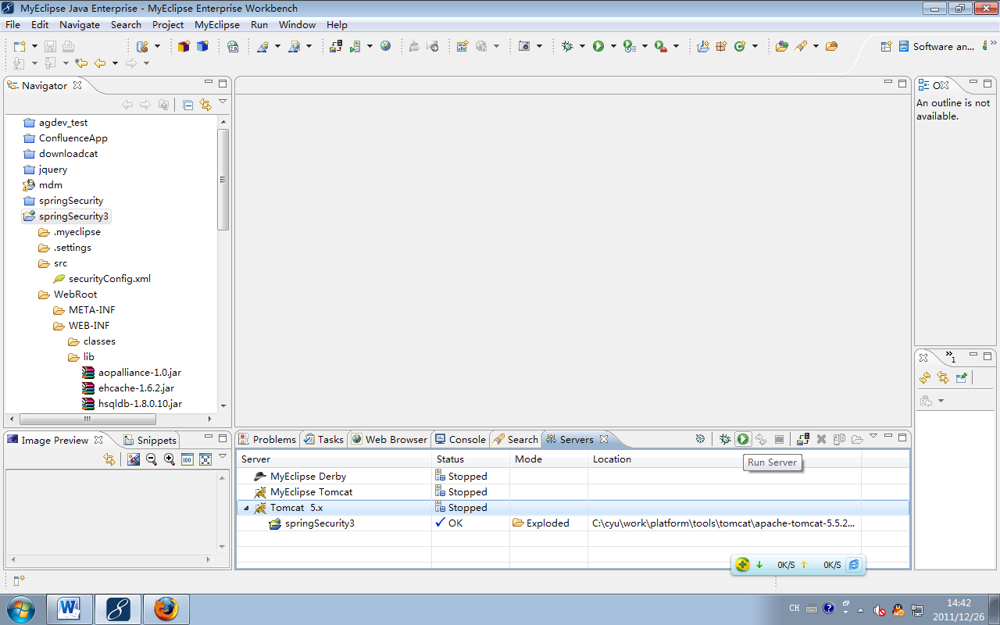 MyEclipse Java Enterprise - MyEclipse Enterprise Workbench
File Edit Navigate Search Project MyEclipse Run Window Help
2.0
Software an... »
Navigator
O
An outline is not
available.
agdev_test
ConfluenceApp
downloadcat
jquery
mdm
springSecurity
springSecurity3
.myeclipse
.settings
src
securityConfig.xml
WebRoot
META-INF
WEB-INF
classes
lib
aopalliance-1.0.jar
ehcache-1.6.2.jar
hsqldb-1.8.0.10.jar
»1
Image Preview Snippets
100
Problems Tasks Web Browser Console Search Servers
Run Server
Server Status Mode Location
MyEclipse Derby Stopped
MyEclipse Tomcat Stopped
Tomcat 5.x Stopped
springSecurity3 OK Exploded C:\cyu\work\platform\tools\tomcat\apache-tomcat-5.5.2...
0K/S 0K/S
CH
14:42
2011/12/26